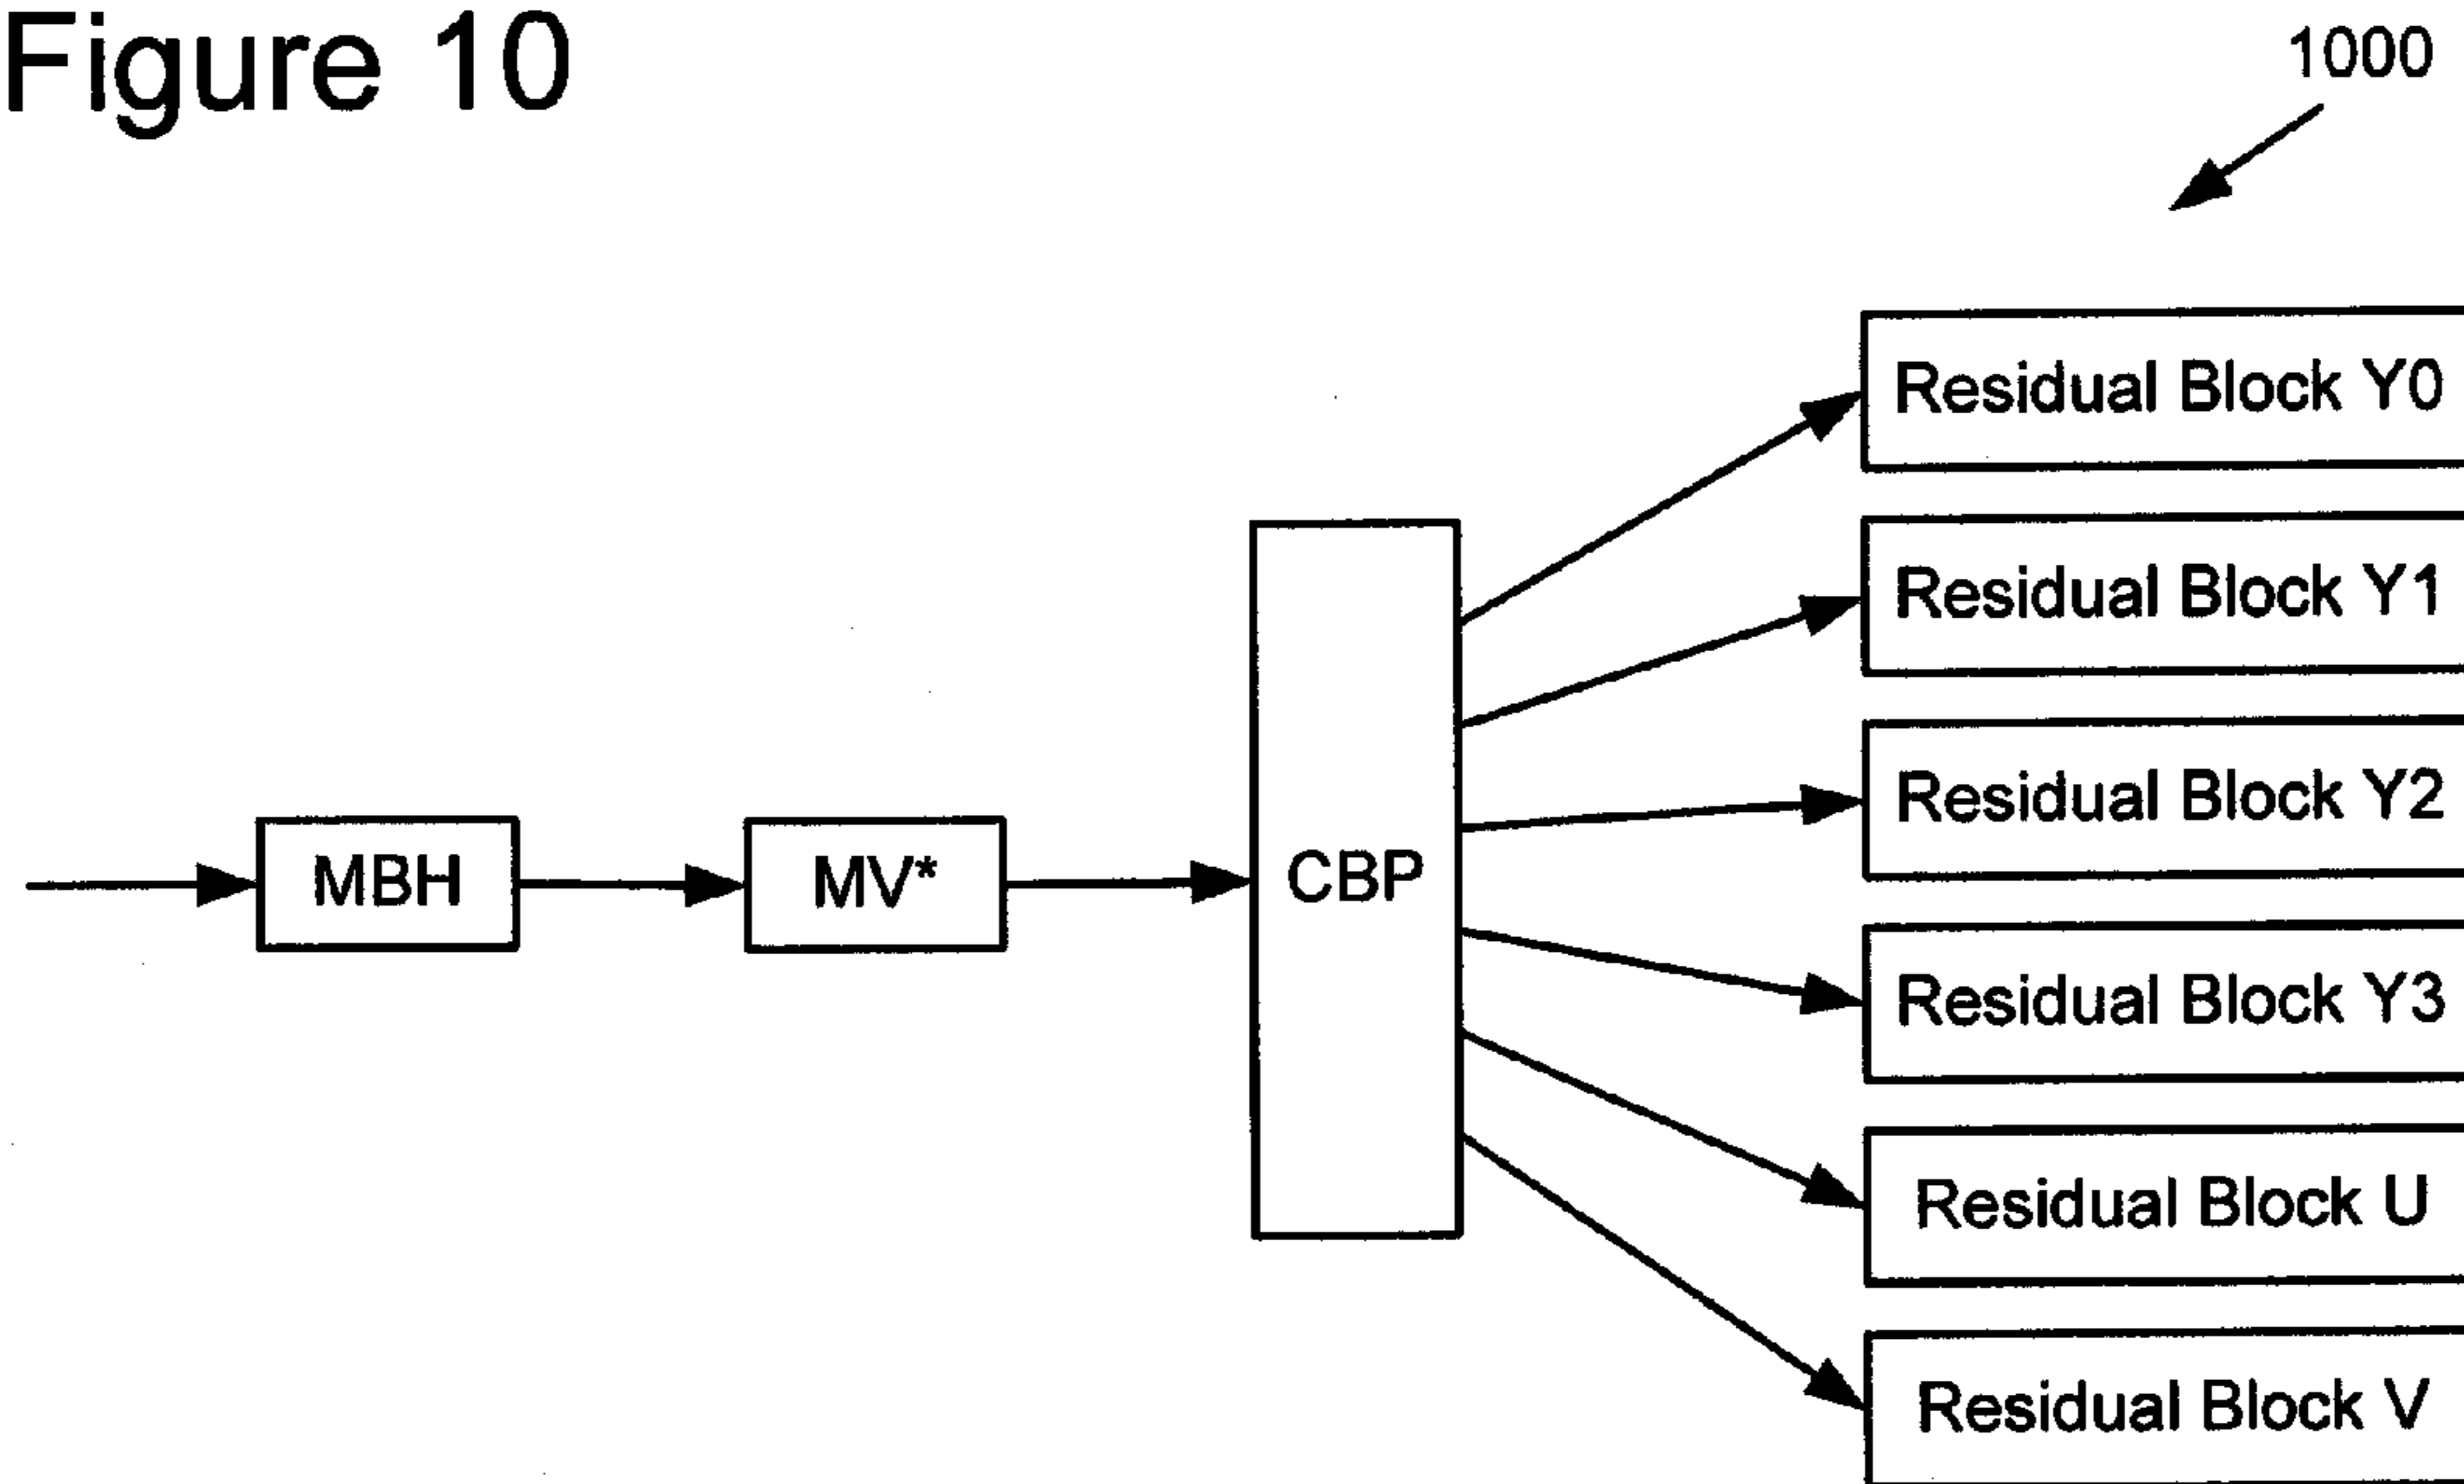 Figure 10
1000
Residual Block Y0
Residual Block Y1
Residual Block Y2
MBH
MV*
CBP
Residual Block Y3
Residual Block U
Residual Block V